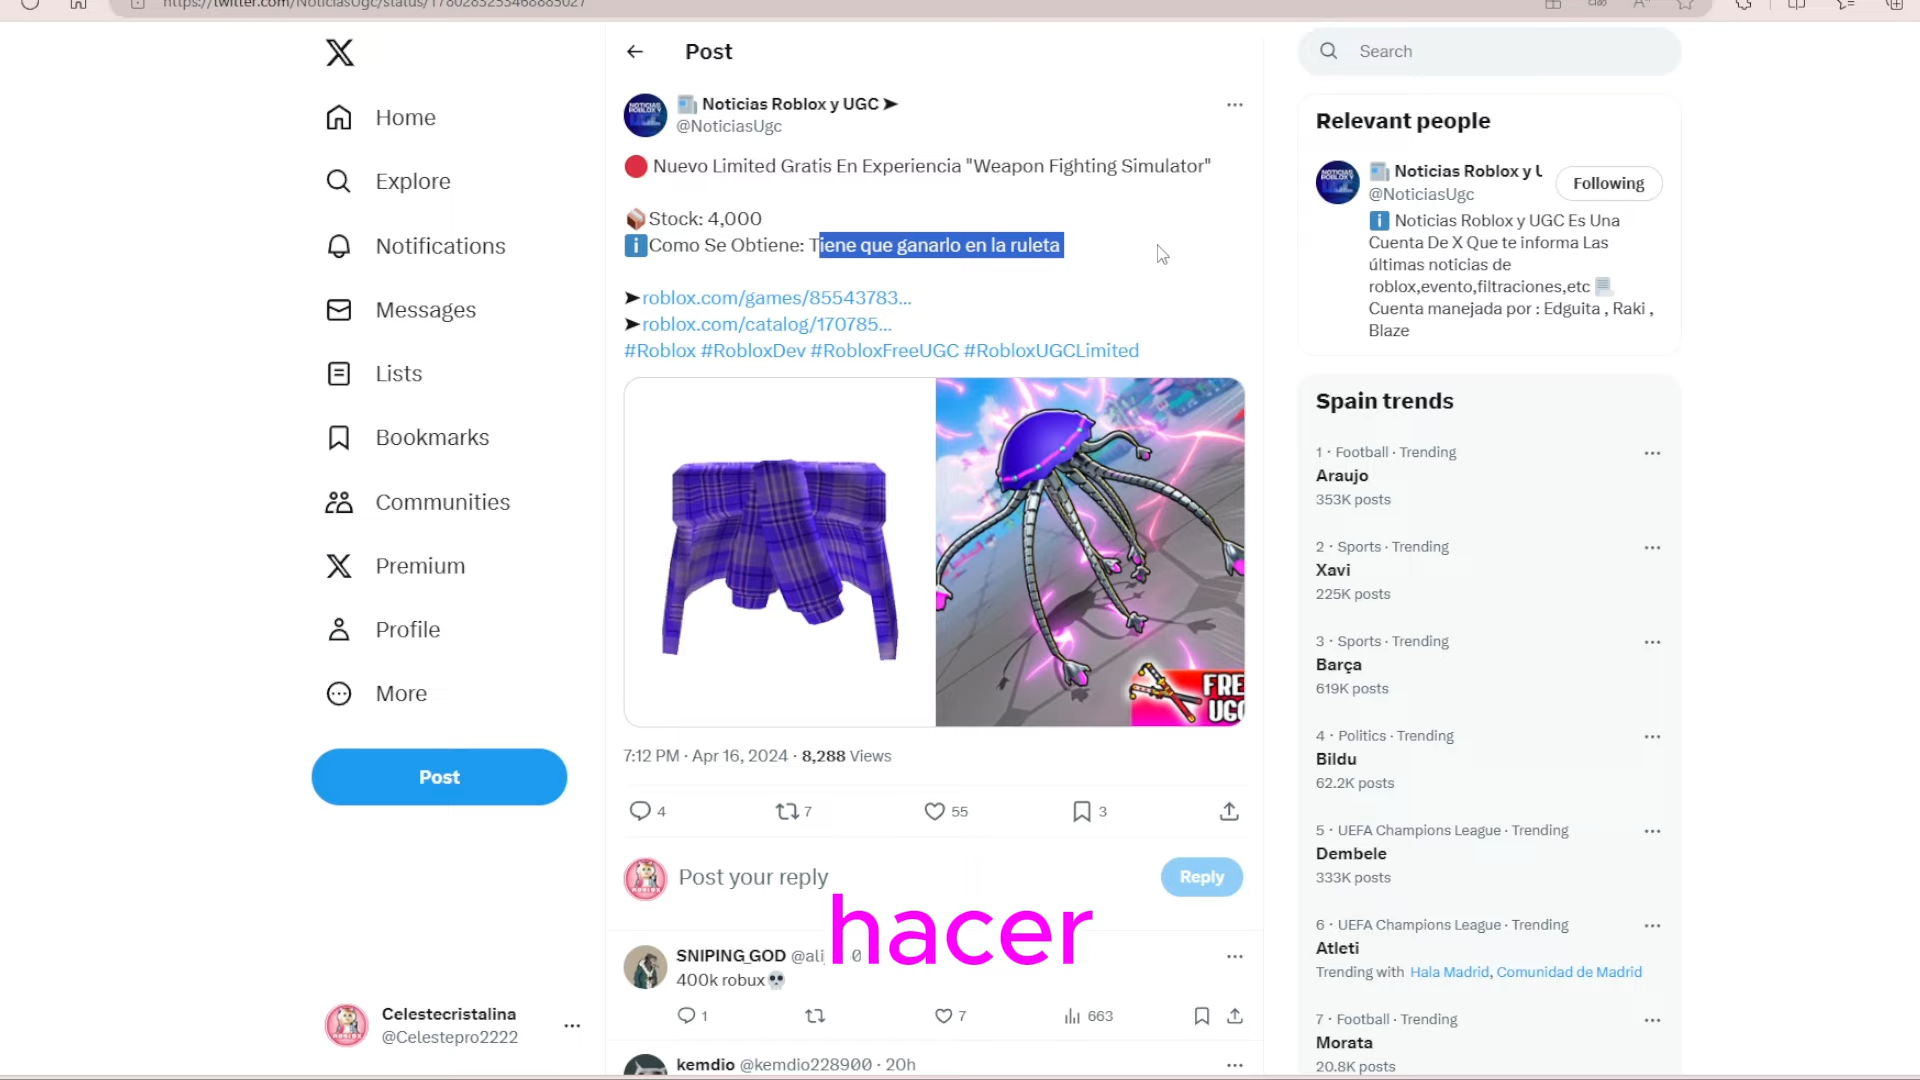 https://twitter.com/NoticiasUgc/status/1780283253468885027
Home
Explore
Notifications
Messages
Lists
Bookmarks
Communities
Premium
Profile
More
Post
Celestecristalina
@Celestepro2222
Post
Noticias Roblox y UGC ➤
@NoticiasUgc
🔴 Nuevo Limited Gratis En Experiencia "Weapon Fighting Simulator"
📦Stock: 4,000
ℹ️Como Se Obtiene: Tiene que ganarlo en la ruleta
➤roblox.com/games/85543783...
➤roblox.com/catalog/170785...
#Roblox #RobloxDev #RobloxFreeUGC #RobloxUGCLimited
FRE
UGC
7:12 PM · Apr 16, 2024 · 8,288 Views
4
7
55
3
Post your reply
Reply
hacer
SNIPING_GOD @ali
400k robux💀
1
7
663
kemdio @kemdio228900 · 20h
Search
Relevant people
Noticias Roblox y U
@NoticiasUgc
Following
ℹ️ Noticias Roblox y UGC Es Una
Cuenta De X Que te informa Las
últimas noticias de
roblox,evento,filtraciones,etc 📃
Cuenta manejada por : Edguita , Raki ,
Blaze
Spain trends
1 · Football · Trending
Araujo
353K posts
2 · Sports · Trending
Xavi
225K posts
3 · Sports · Trending
Barça
619K posts
4 · Politics · Trending
Bildu
62.2K posts
5 · UEFA Champions League · Trending
Dembele
333K posts
6 · UEFA Champions League · Trending
Atleti
Trending with Hala Madrid, Comunidad de Madrid
7 · Football · Trending
Morata
20.8K posts